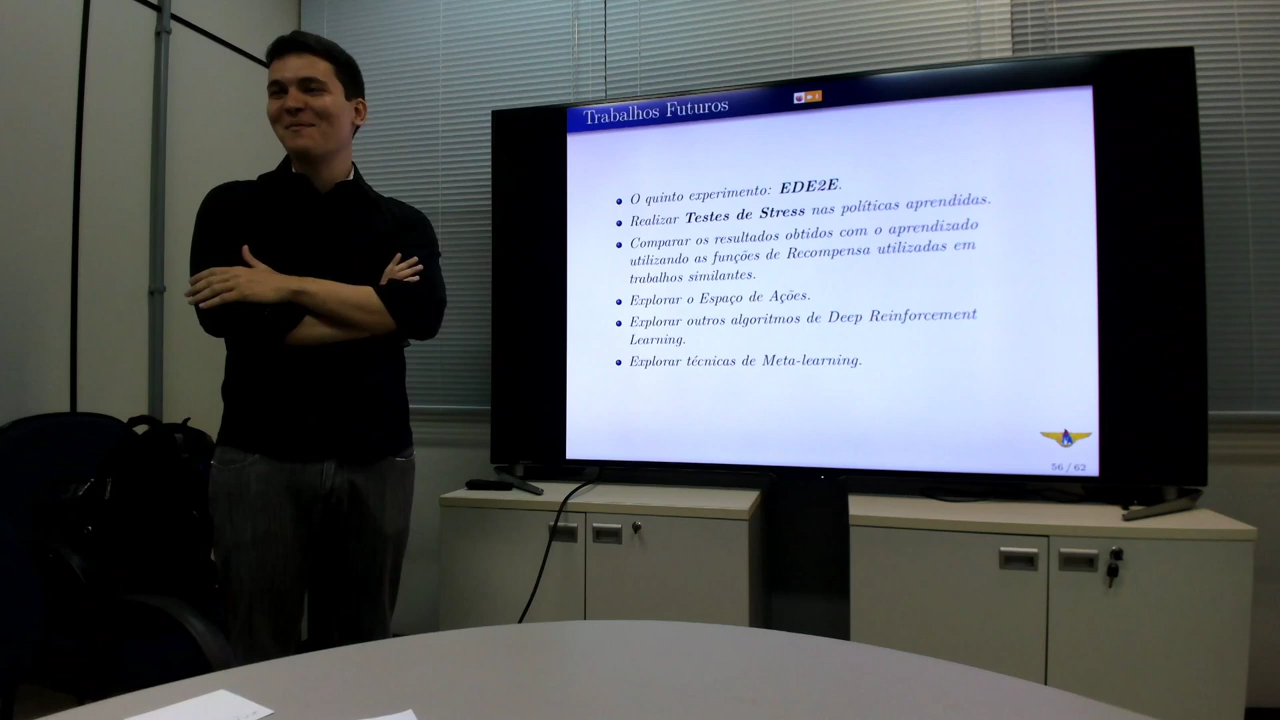 Trabalhos Futuros
O quinto experimento: EDE2E.
Realizar Testes de Stress nas políticas aprendidas.
Comparar os resultados obtidos com o aprendizado
utilizando as funções de Recompensa utilizadas em
trabalhos similantes.
Explorar o Espaço de Ações.
Explorar outros algoritmos de Deep Reinforcement
Learning.
Explorar técnicas de Meta-learning.
56 / 62